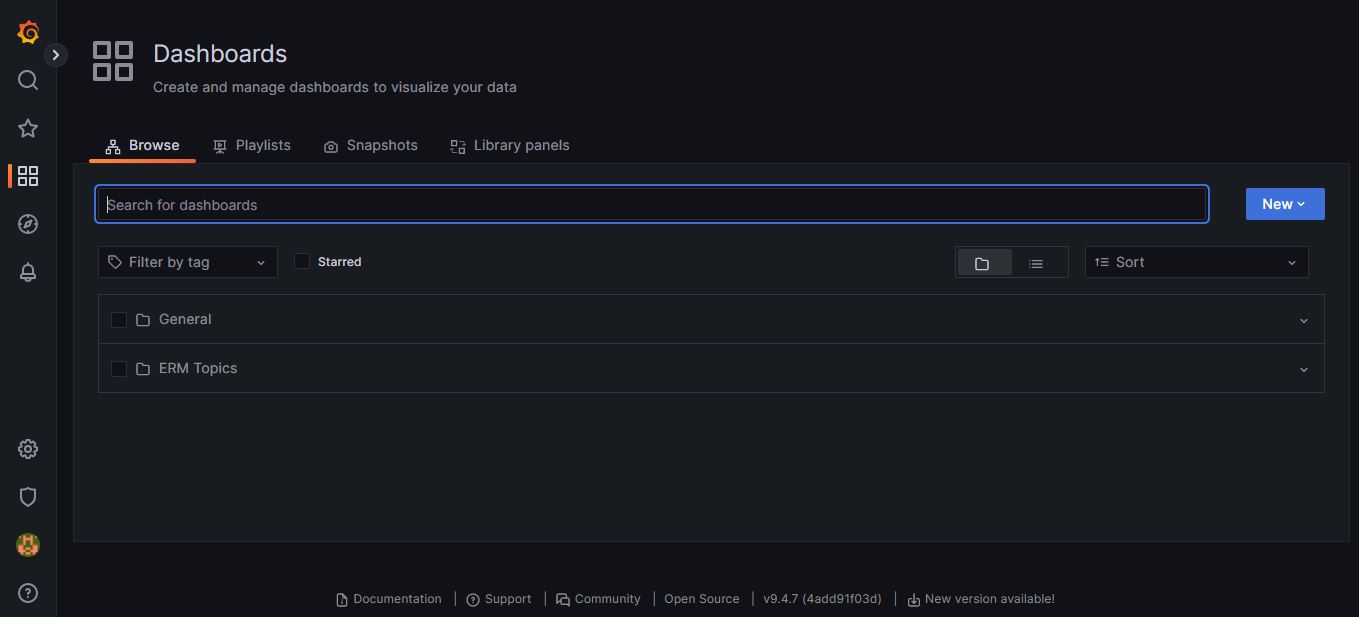 Dashboards
Create and manage dashboards to visualize your data
Browse Playlists Snapshots Library panels
Search for dashboards
New
Filter by tag Starred Sort
General
ERM Topics
Documentation | Support | Community | Open Source | v9.4.7 (4add91f03d) | New version available!